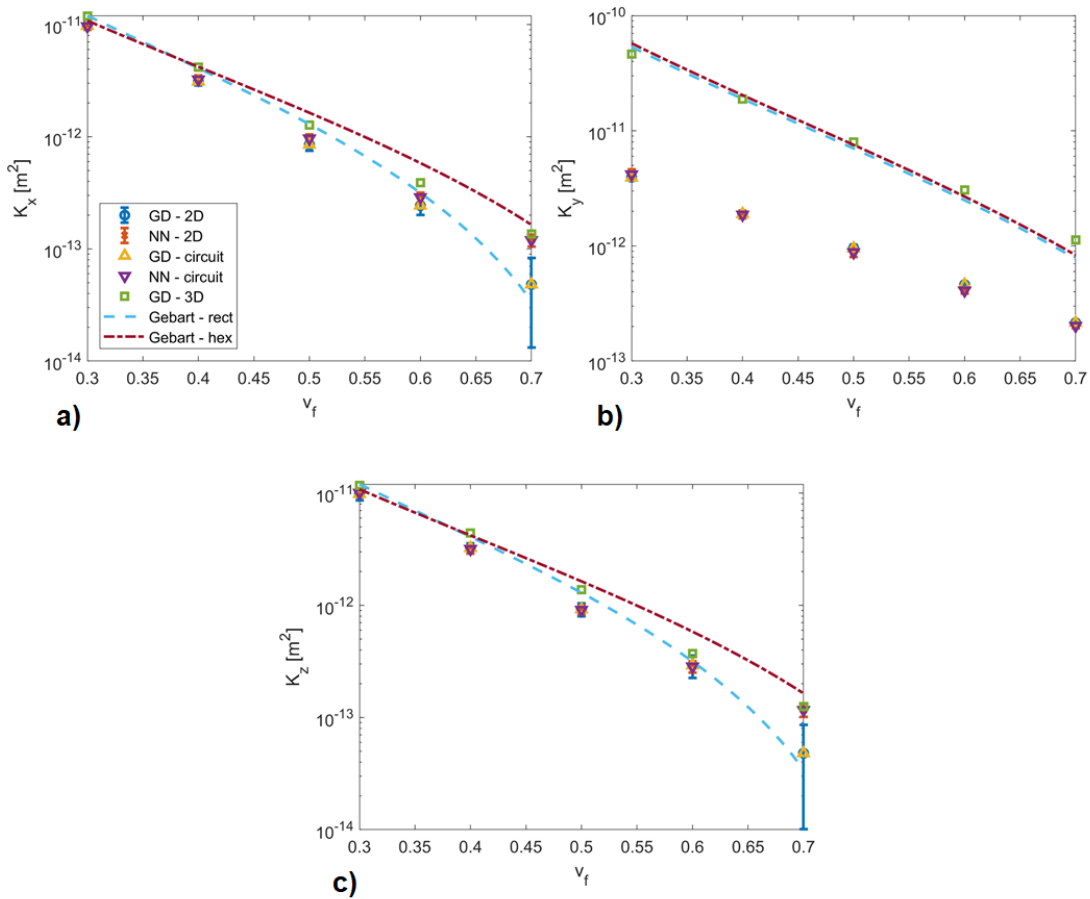 10^-11
10^-12
10^-13
10^-14
K_x [m^2]
GD - 2D
NN - 2D
GD - circuit
NN - circuit
GD - 3D
Gebart - rect
Gebart - hex
0.3 0.35 0.4 0.45 0.5 0.55 0.6 0.65 0.7
v_f
a)
10^-10
10^-11
10^-12
10^-13
K_y [m^2]
0.3 0.35 0.4 0.45 0.5 0.55 0.6 0.65 0.7
v_f
b)
10^-11
10^-12
10^-13
10^-14
K_z [m^2]
0.3 0.35 0.4 0.45 0.5 0.55 0.6 0.65 0.7
v_f
c)